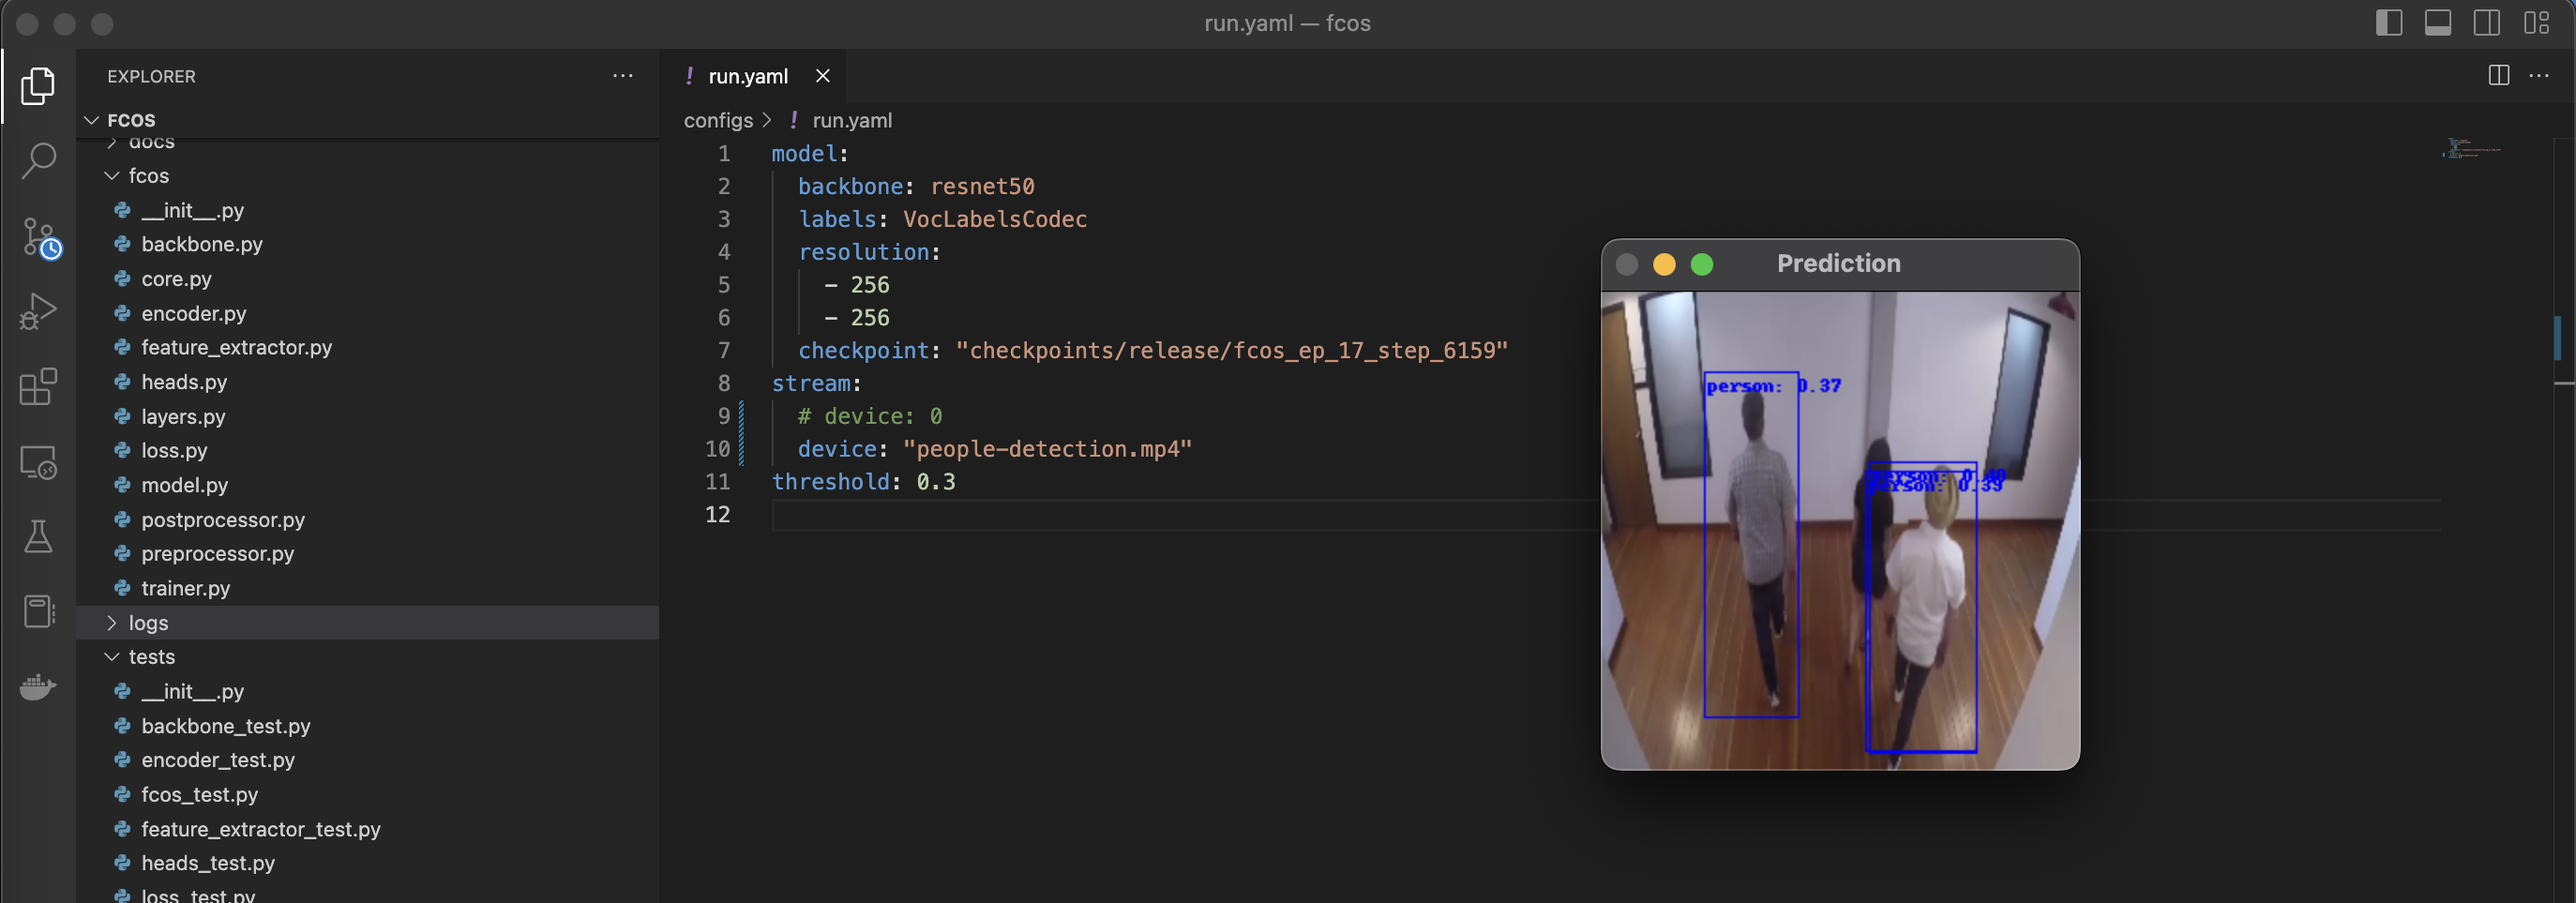 run.yaml — fcos
EXPLORER
FCOS
docs
fcos
__init__.py
backbone.py
core.py
encoder.py
feature_extractor.py
heads.py
layers.py
loss.py
model.py
postprocessor.py
preprocessor.py
trainer.py
logs
tests
__init__.py
backbone_test.py
encoder_test.py
fcos_test.py
feature_extractor_test.py
heads_test.py
loss_test.py
! run.yaml
configs > ! run.yaml
1 model:
2 backbone: resnet50
3 labels: VocLabelsCodec
4 resolution:
5 - 256
6 - 256
7 checkpoint: "checkpoints/release/fcos_ep_17_step_6159"
8 stream:
9 # device: 0
10 device: "people-detection.mp4"
11 threshold: 0.3
12
Prediction
person: 0.37
person:
person: